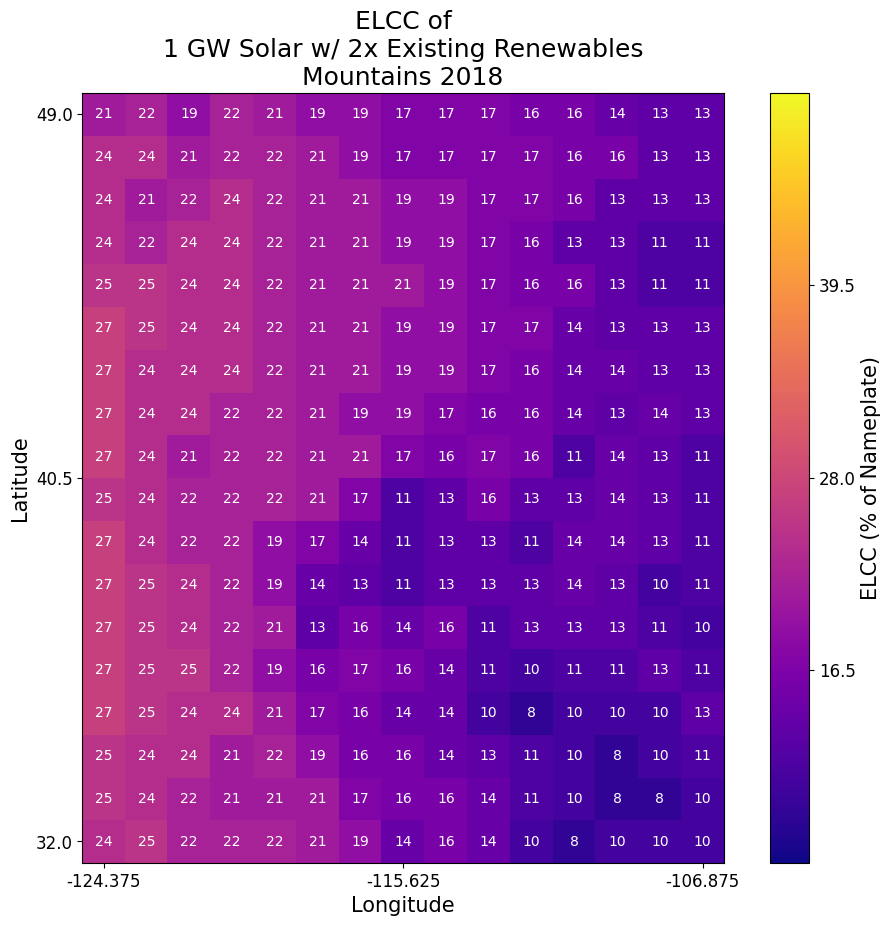 ELCC of
1 GW Solar w/ 2x Existing Renewables
Mountains 2018
49.0 21 22 19 22 21 19 19 17 17 17 16 16 14 13 13
24 24 21 22 22 21 19 17 17 17 17 16 16 13 13
24 21 22 24 22 21 21 19 19 17 17 16 13 13 13
24 22 24 24 22 21 21 19 19 17 16 13 13 11 11
25 25 24 24 22 21 21 21 19 17 16 16 13 11 11
39.5
27 25 24 24 22 21 21 19 19 17 17 14 13 13 13
27 24 24 24 22 21 21 19 19 17 16 14 14 13 13
27 24 24 22 22 21 19 19 17 16 16 14 13 14 13
27 24 21 22 22 21 21 17 16 17 16 11 14 13 11
40.5 28.0
25 24 22 22 22 21 17 11 13 16 13 13 14 13 11
27 24 22 22 19 17 14 11 13 13 11 14 14 13 11
27 25 24 22 19 14 13 11 13 13 13 14 13 10 11
27 25 24 22 21 13 16 14 16 11 13 13 13 11 10
27 25 25 22 19 16 17 16 14 11 10 11 11 13 11
16.5
27 25 24 24 21 17 16 14 14 10 8 10 10 10 13
25 24 24 21 22 19 16 16 14 13 11 10 8 10 11
25 24 22 21 21 21 17 16 16 14 11 10 8 8 10
32.0 24 25 22 22 22 21 19 14 16 14 10 8 10 10 10
-124.375 -115.625 -106.875
Longitude
Latitude
ELCC (% of Nameplate)